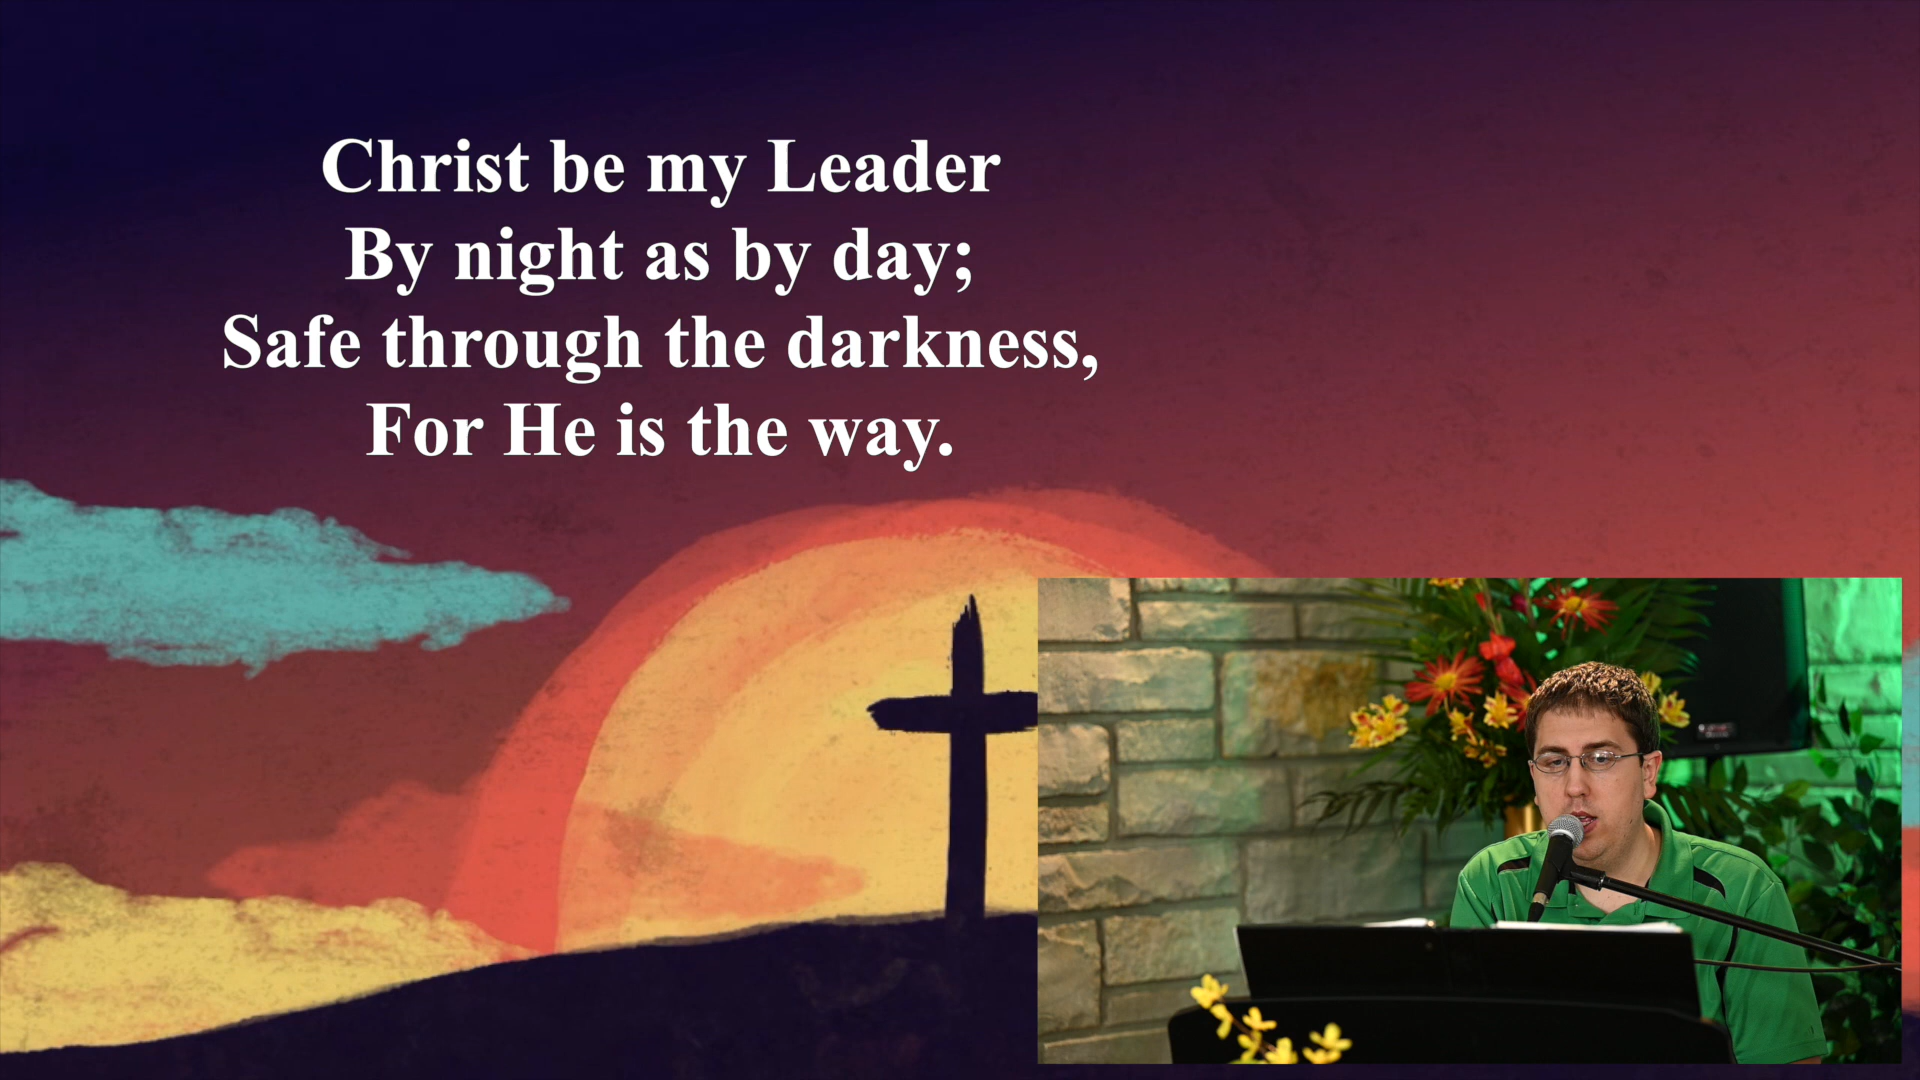 Christ be my Leader
By night as by day;
Safe through the darkness,
For He is the way.